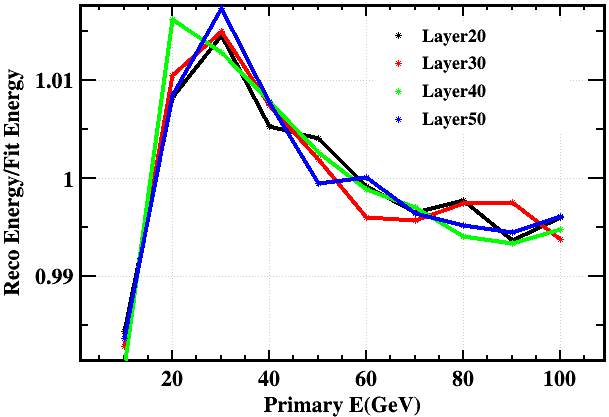 Reco Energy/Fit Energy
1.01
1
0.99
Layer20
Layer30
Layer40
Layer50
20 40 60 80 100
Primary E(GeV)